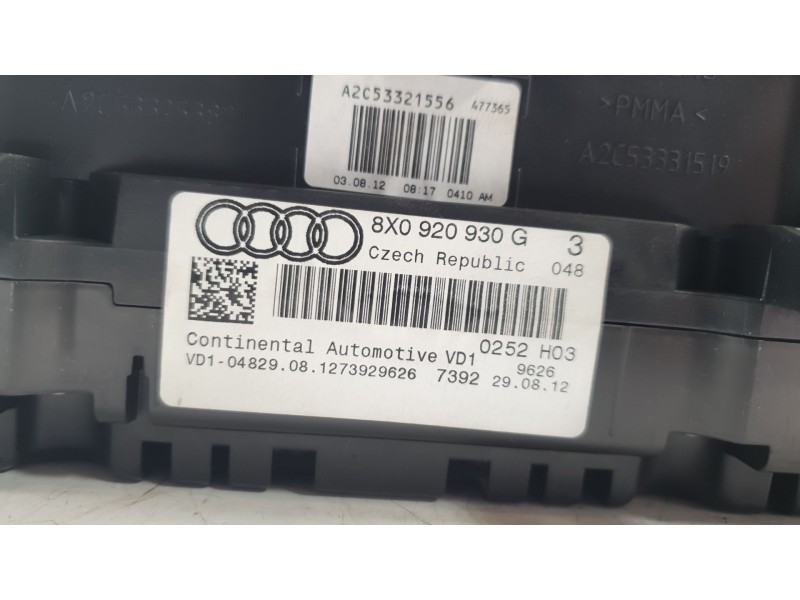 A2C53321556 477365
03.08.12 08:17 0410 AM
>PMMA<
A2C53331519
8X0 920 930 G 3
Czech Republic 048
Continental Automotive VD1 0252 H03
9626
VD1-04829.08.1273929626 7392 29.08.12